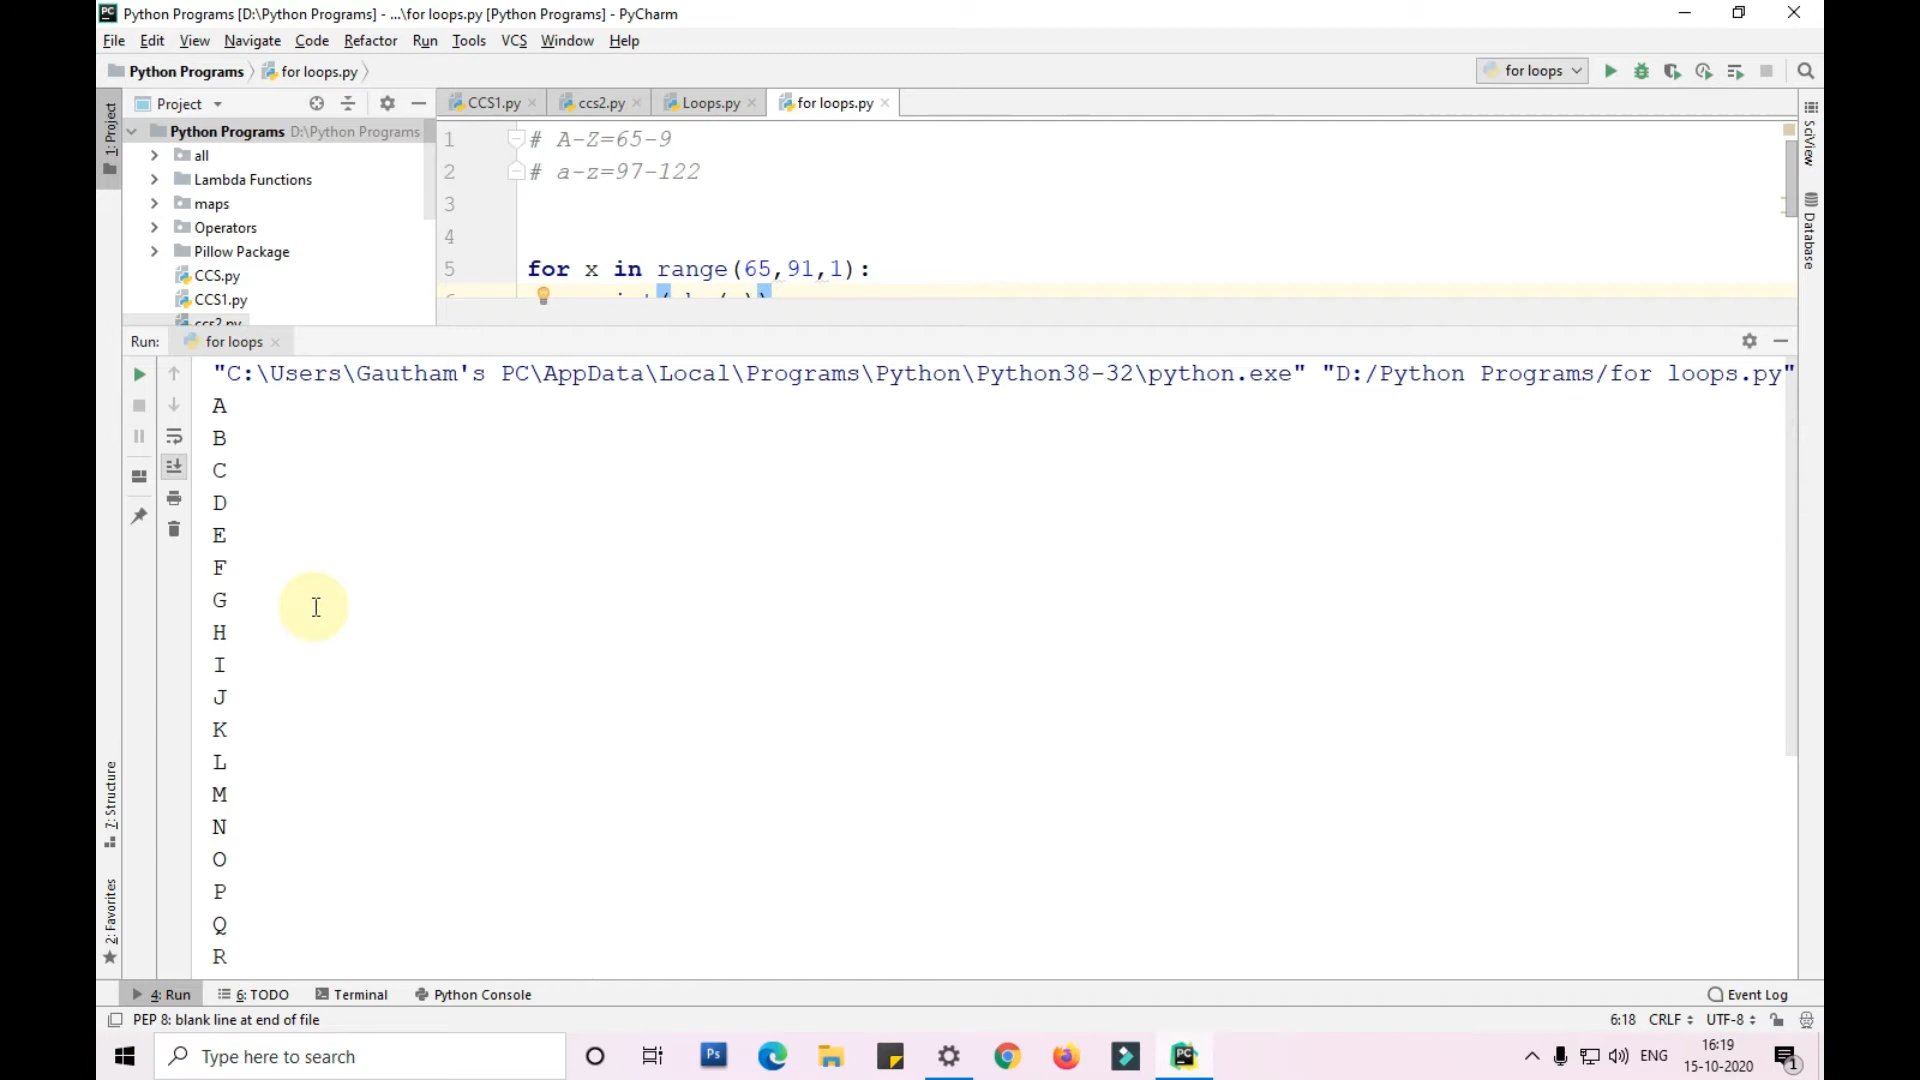 Python Programs [D:\Python Programs] - ...\for loops.py [Python Programs] - PyCharm
File Edit View Navigate Code Refactor Run Tools VCS Window Help
Python Programs for loops.py for loops
1: Project Project CCS1.py ccs2.py Loops.py for loops.py
Python Programs D:\Python Programs
all
Lambda Functions
maps
Operators
Pillow Package
CCS.py
CCS1.py
ccs2.py
1 # A-Z=65-9
2 # a-z=97-122
3
4
5 for x in range(65,91,1):
SciView
Database
Run: for loops
"C:\Users\Gautham's PC\AppData\Local\Programs\Python\Python38-32\python.exe" "D:/Python Programs/for loops.py"
A
B
C
D
E
F
G
H
I
J
K
L
M
N
O
P
Q
R
7: Structure
2: Favorites
4: Run 6: TODO Terminal Python Console Event Log
PEP 8: blank line at end of file 6:18 CRLF UTF-8
Type here to search Ps PC ENG 16:19
15-10-2020 1